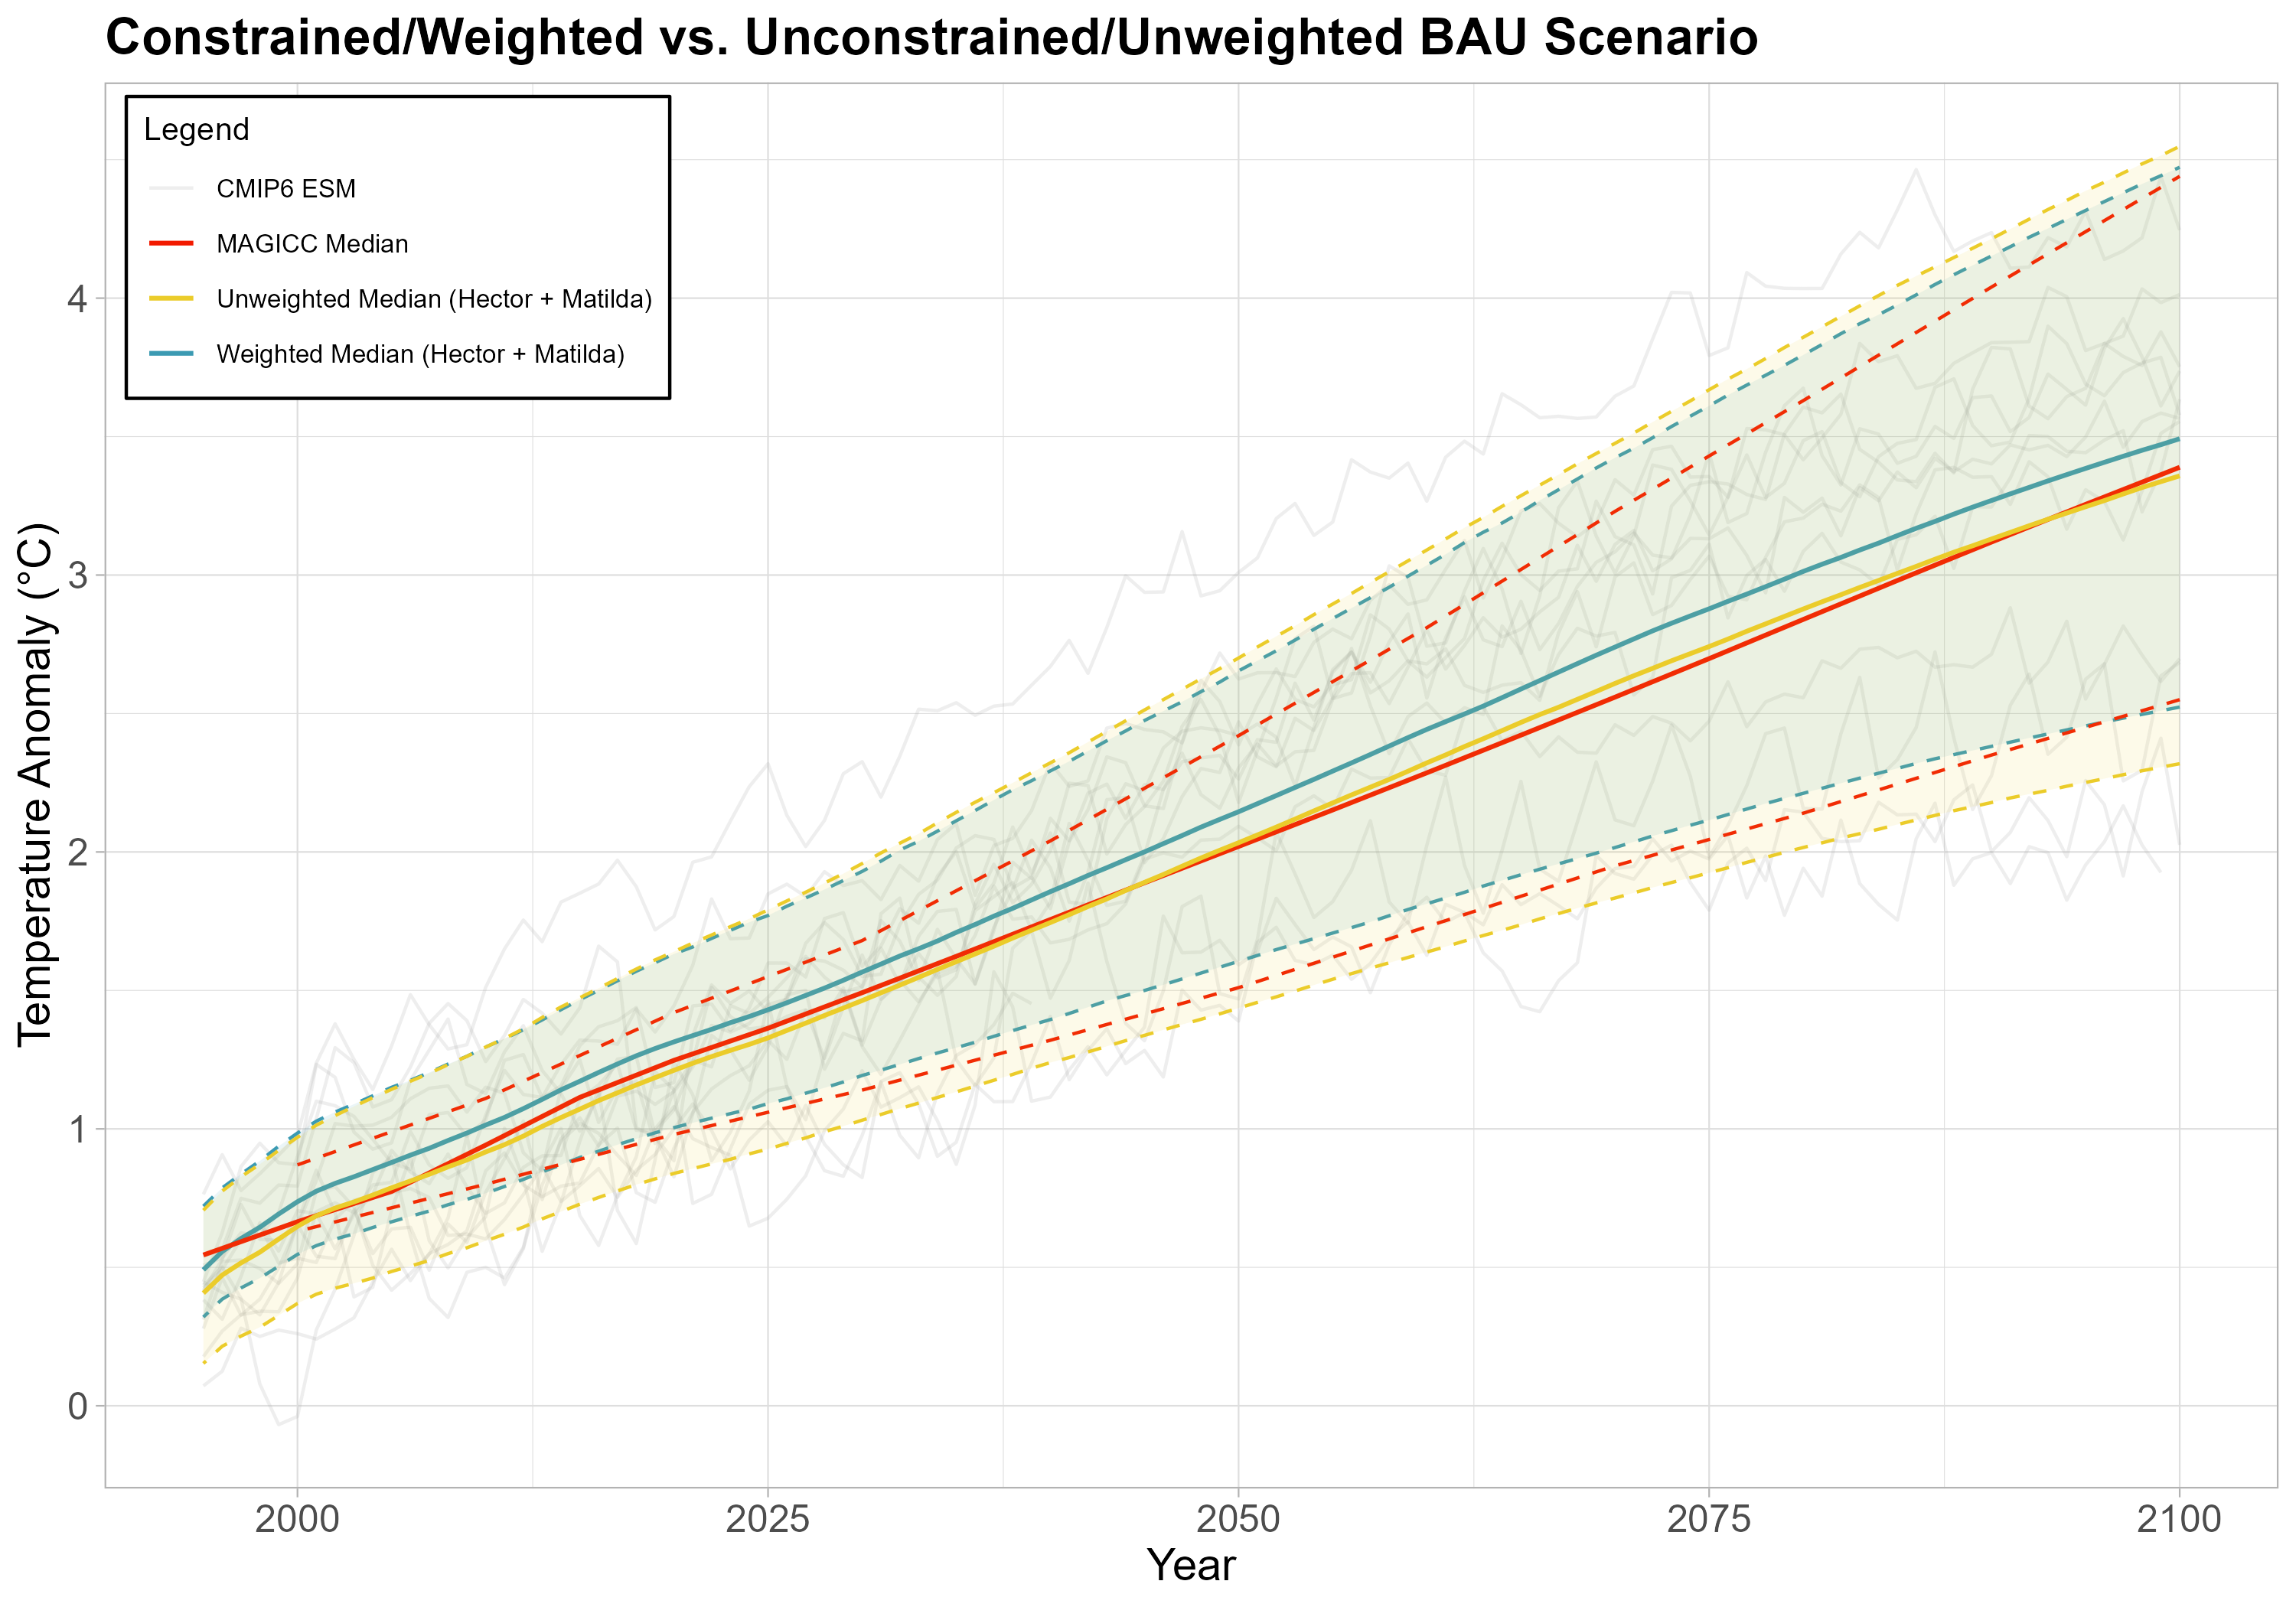 Constrained/Weighted vs. Unconstrained/Unweighted BAU Scenario
Legend
CMIP6 ESM
MAGICC Median
Unweighted Median (Hector + Matilda)
Weighted Median (Hector + Matilda)
Temperature Anomaly (°C)
4
3
2
1
0
2000
2025
2050
2075
2100
Year